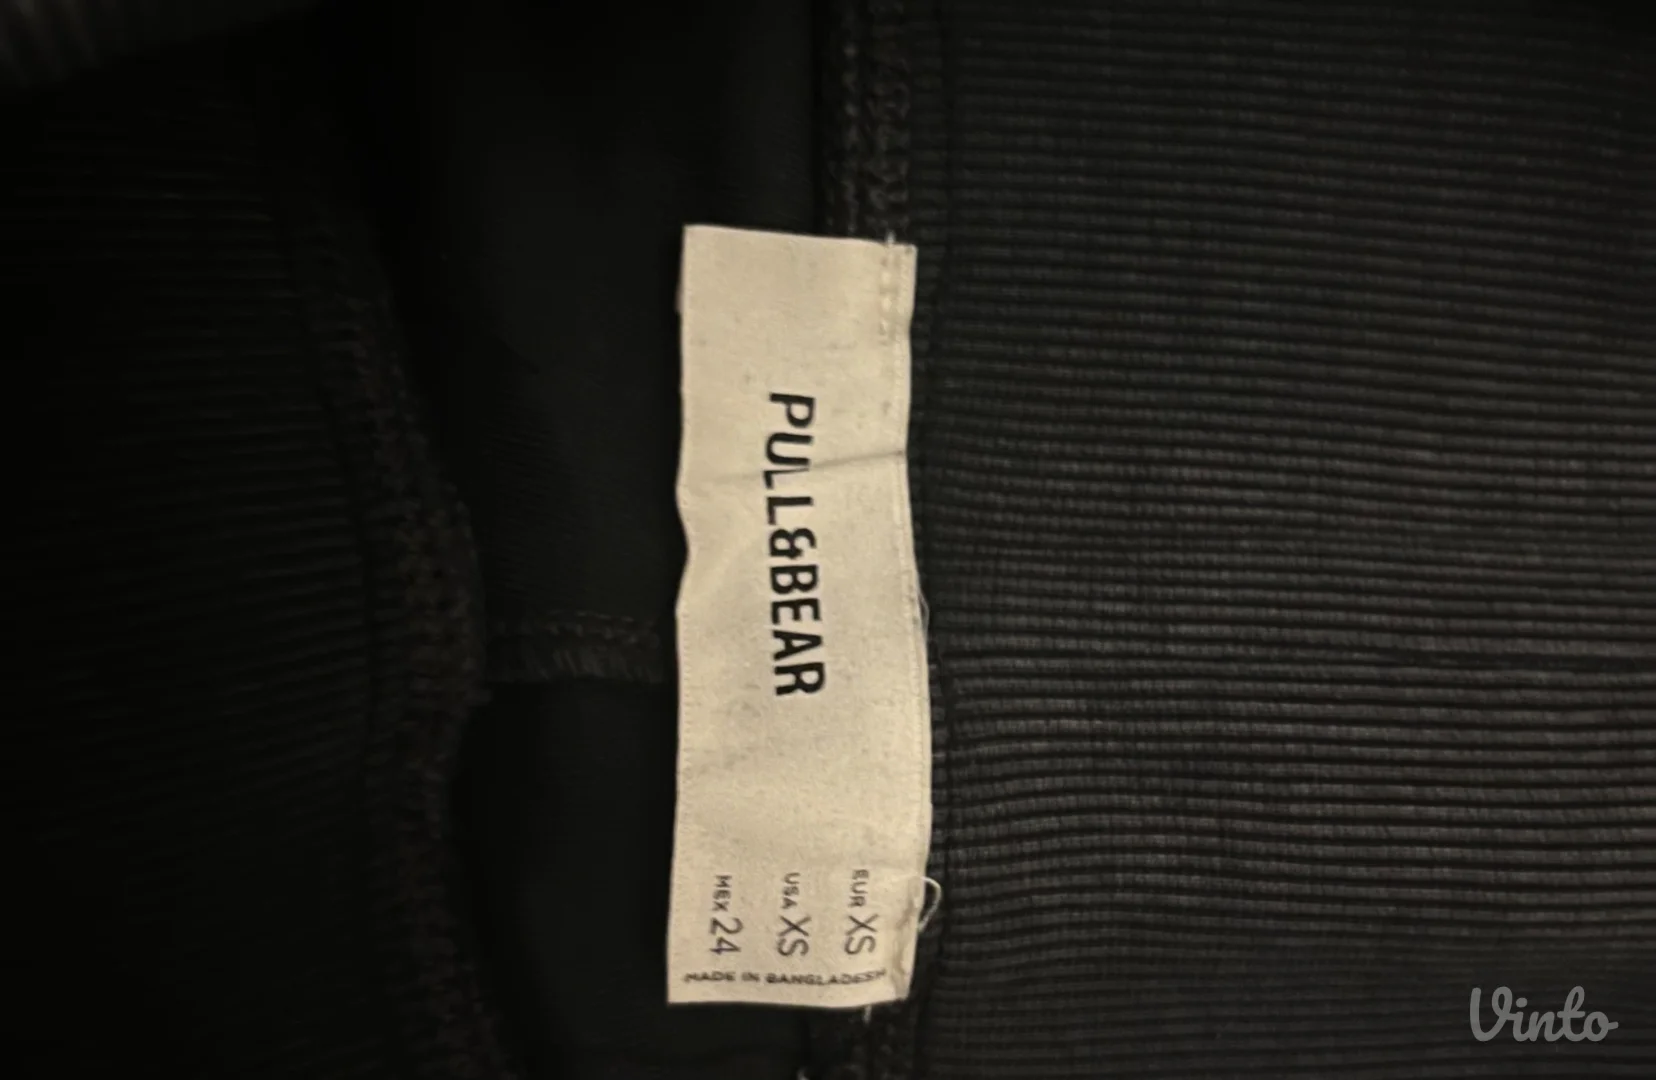 PULL&BEAR
EUR XS
USA XS
MEX 24
MADE IN BANGLADESH
Vinto